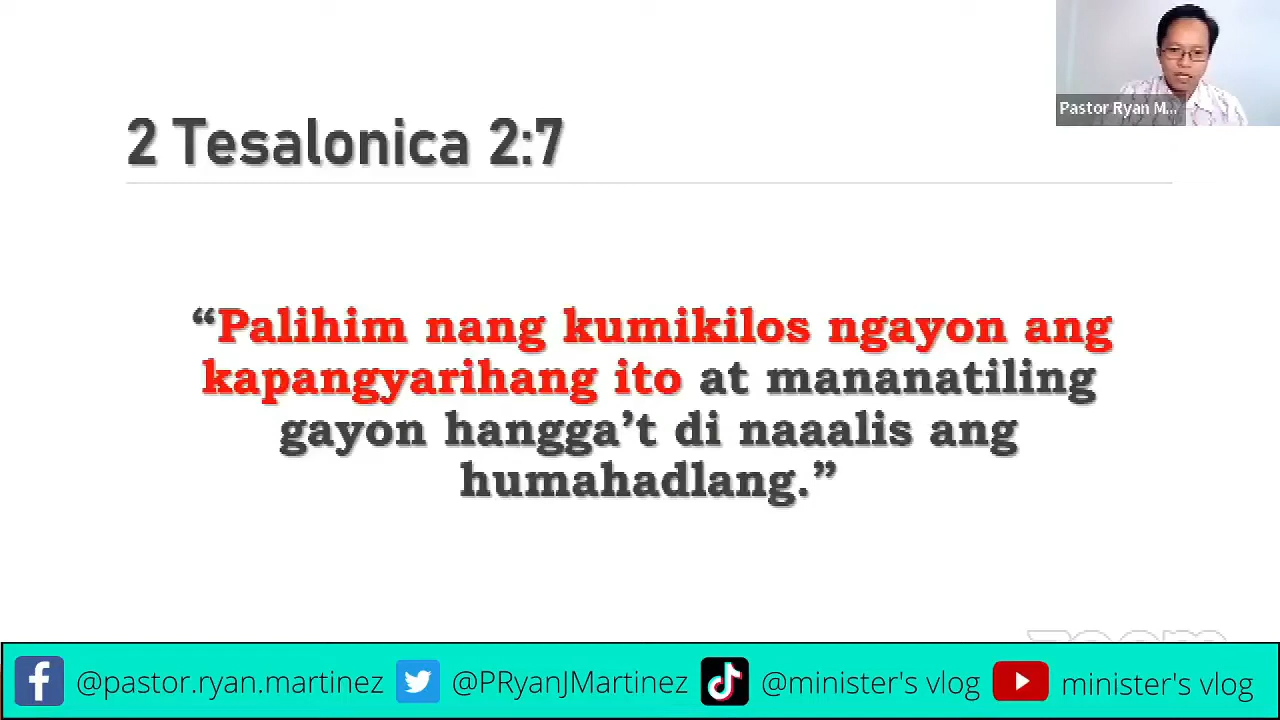 Pastor Ryan M...
2 Tesalonica 2:7
“Palihim nang kumikilos ngayon ang
kapangyarihang ito at mananatiling
gayon hangga’t di naaalis ang
humahadlang.”
zoom
@pastor.ryan.martinez @PRyanJMartinez @minister's vlog minister's vlog